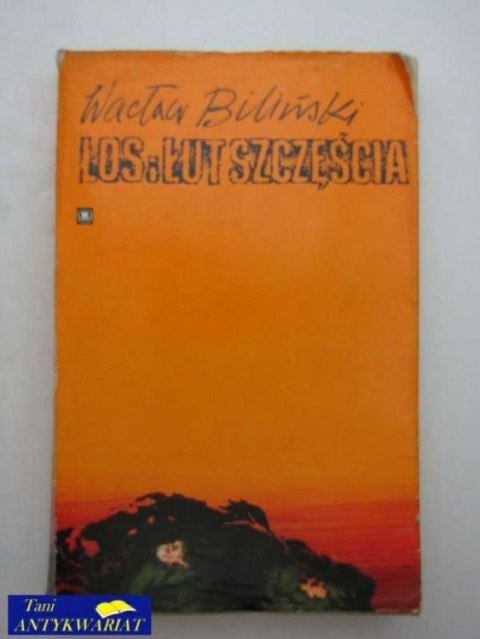 Wacław Biliński
ŁOS i ŁUT SZCZĘŚCIA
Tani
ANTYKWARIAT